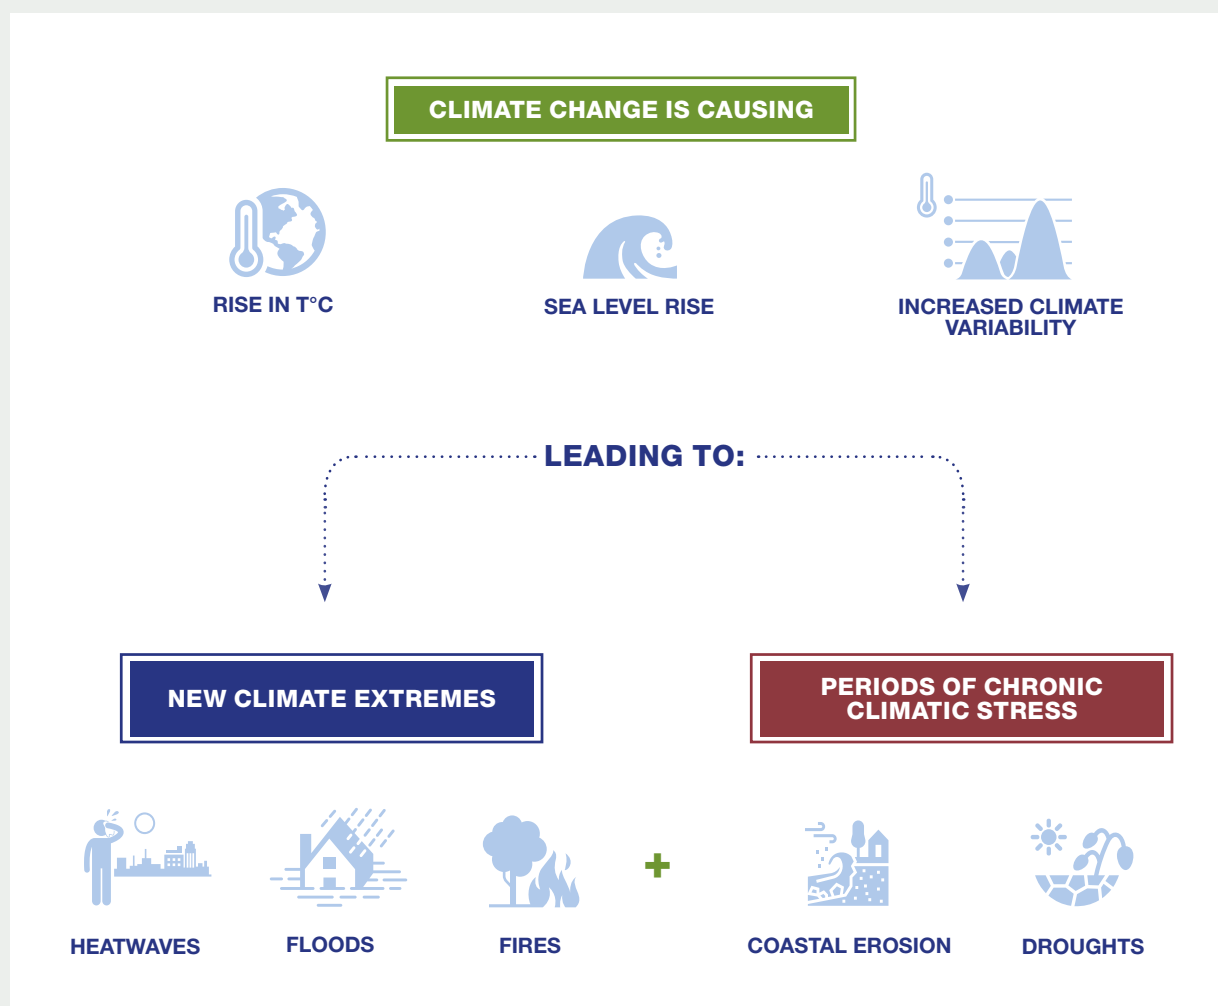 CLIMATE CHANGE IS CAUSING
RISE IN T°C
SEA LEVEL RISE
INCREASED CLIMATE
VARIABILITY
LEADING TO:
NEW CLIMATE EXTREMES
PERIODS OF CHRONIC
CLIMATIC STRESS
HEATWAVES
FLOODS
FIRES
+
COASTAL EROSION
DROUGHTS